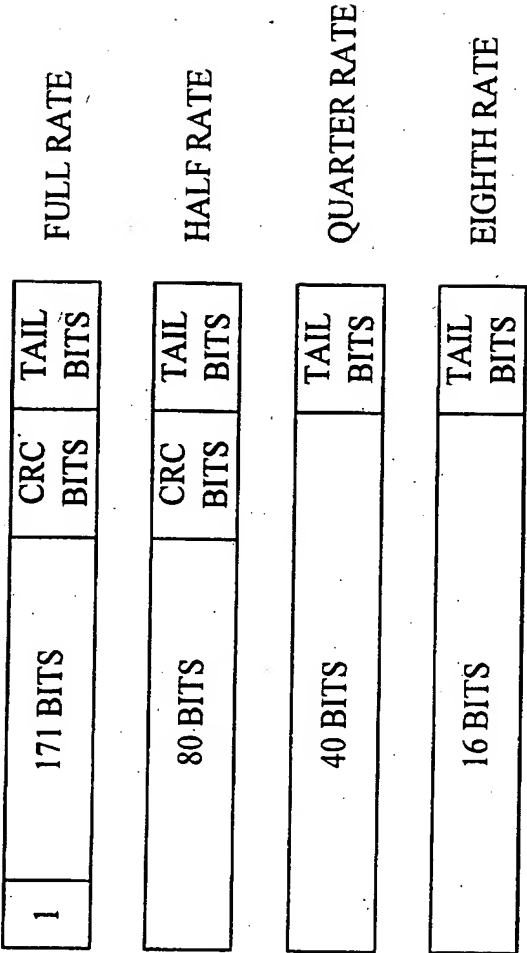 1 171 BITS CRC BITS TAIL BITS FULL RATE
80 BITS CRC BITS TAIL BITS HALF RATE
40 BITS TAIL BITS QUARTER RATE
16 BITS TAIL BITS EIGHTH RATE